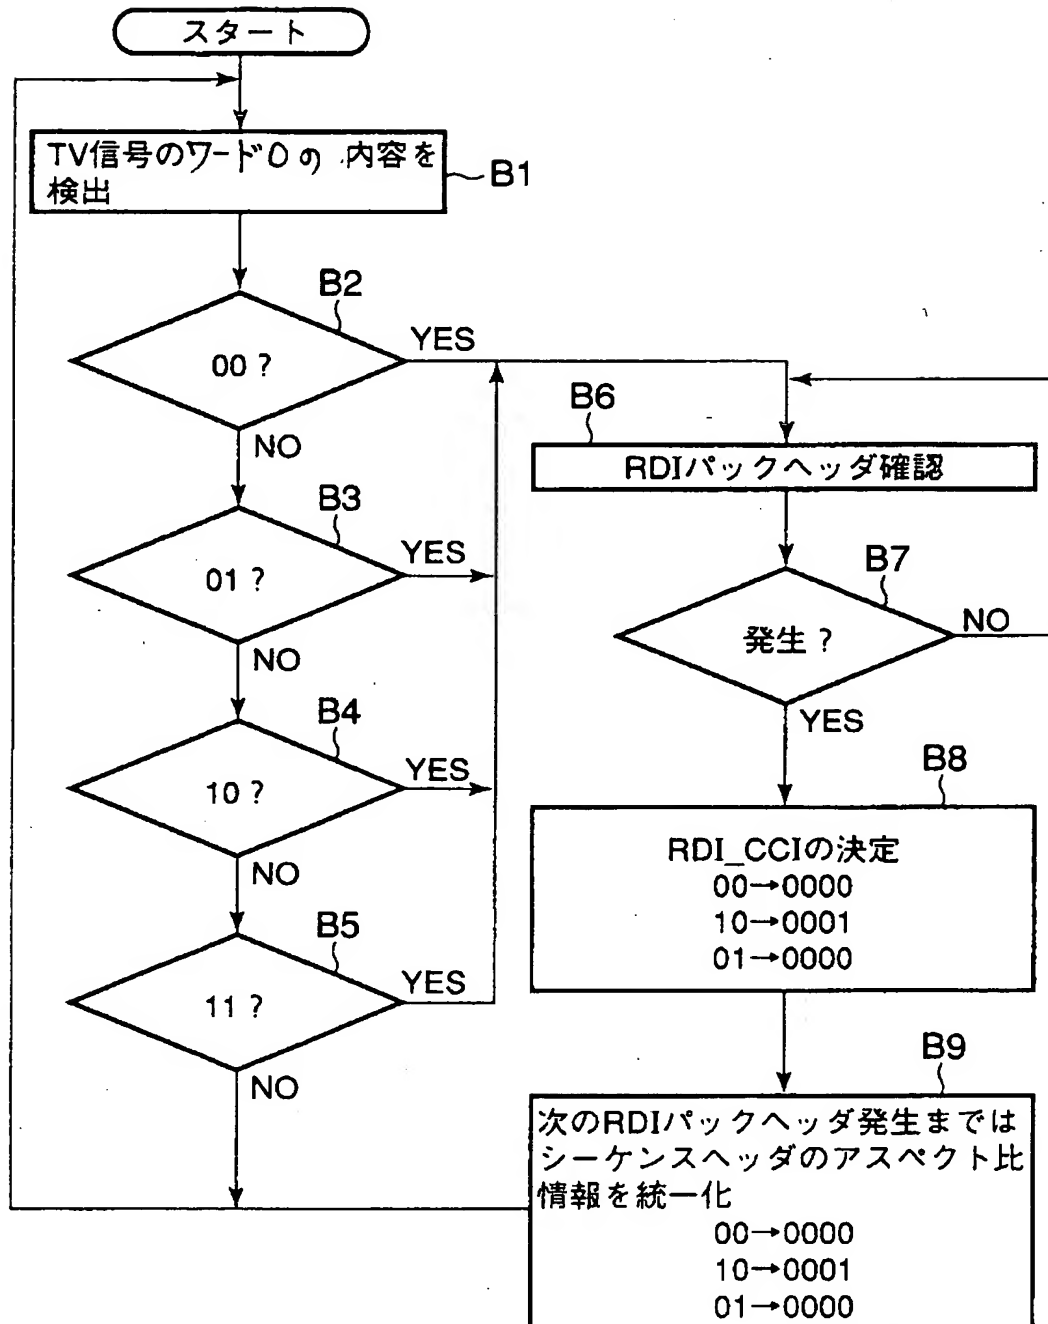 スタート
TV信号のワード0の 内容を
検出
B1
B2
00 ?
YES
NO
B3
01 ?
YES
NO
B4
10 ?
YES
NO
B5
11 ?
YES
NO
B6
RDIパックヘッダ確認
B7
発生 ?
NO
YES
B8
RDI_CCIの決定
00→0000
10→0001
01→0000
B9
次のRDIパックヘッダ発生までは
シーケンスヘッダのアスペクト比
情報を統一化
00→0000
10→0001
01→0000